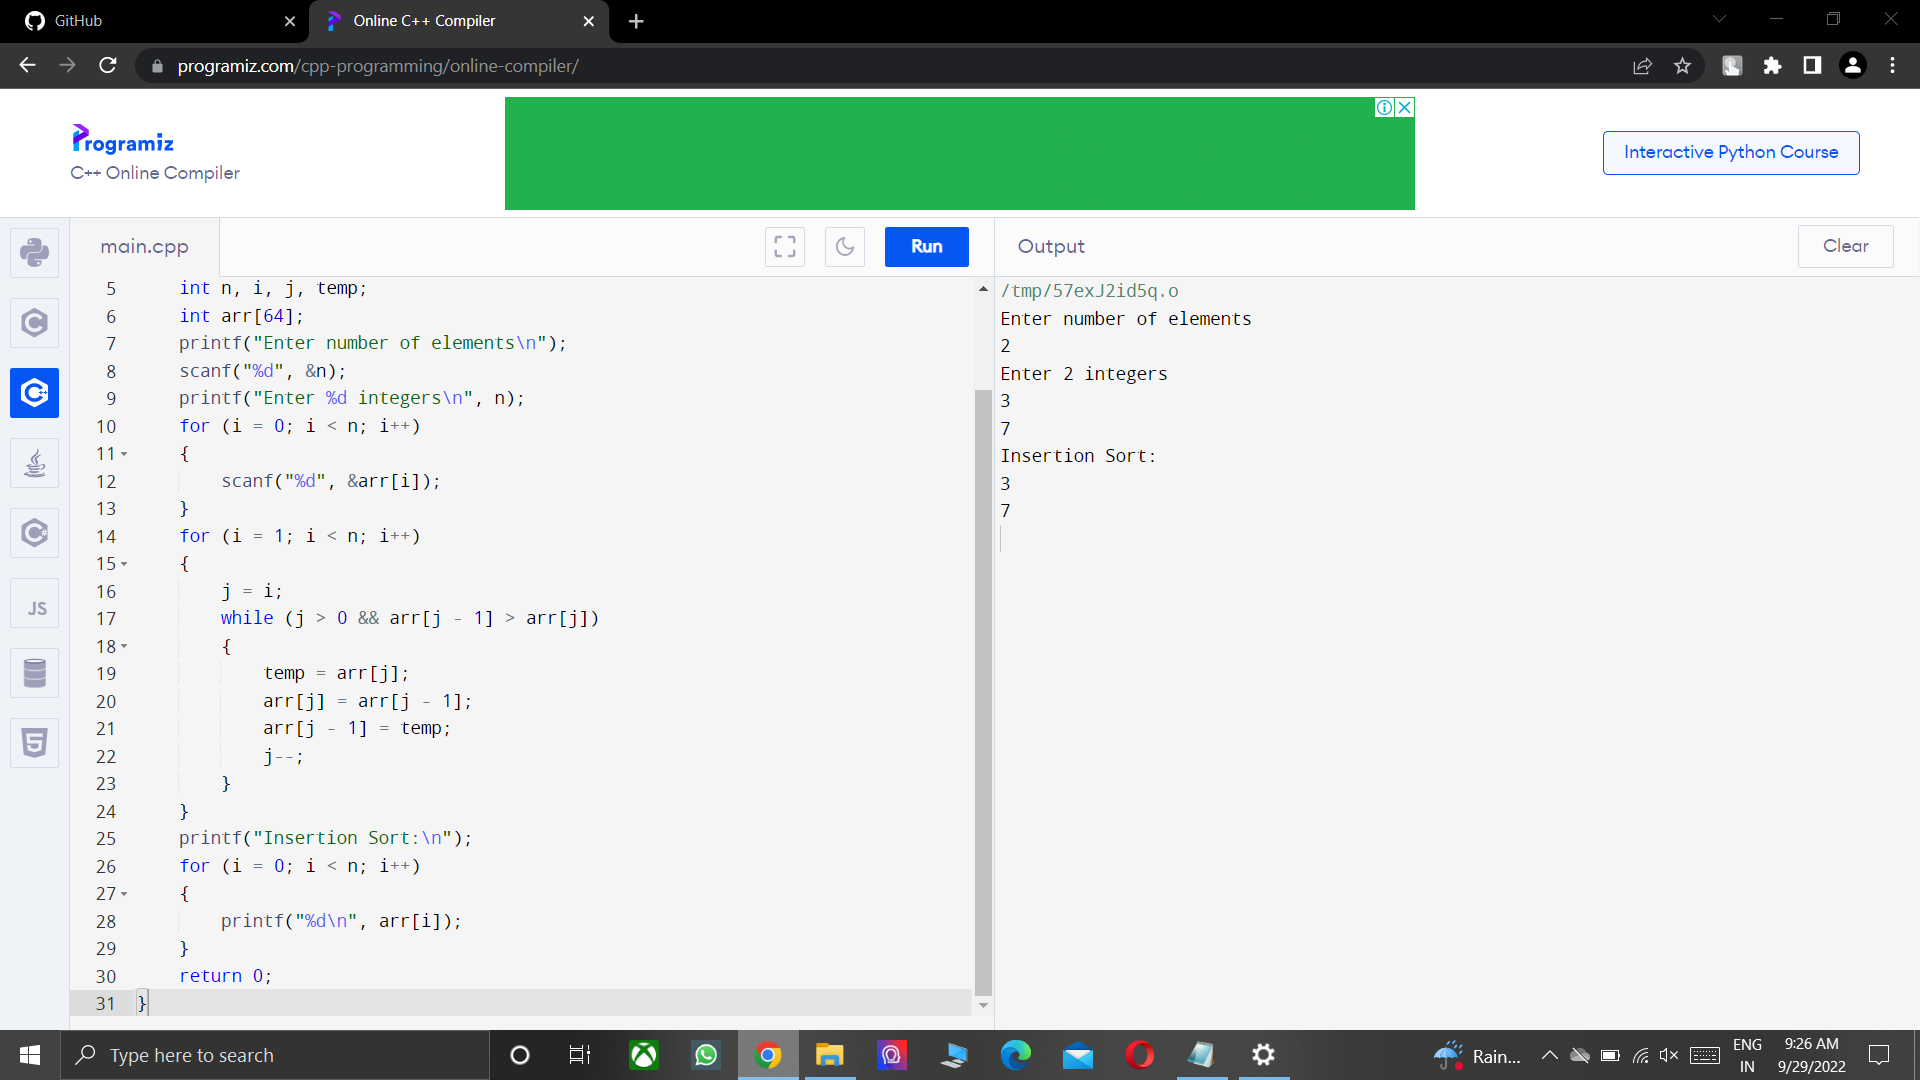 GitHub
Online C++ Compiler
programiz.com/cpp-programming/online-compiler/
Programiz
C++ Online Compiler
Interactive Python Course
main.cpp
Run
Output
Clear
5 int n, i, j, temp;
6 int arr[64];
7 printf("Enter number of elements\n");
8 scanf("%d", &n);
9 printf("Enter %d integers\n", n);
10 for (i = 0; i < n; i++)
11 {
12 scanf("%d", &arr[i]);
13 }
14 for (i = 1; i < n; i++)
15 {
16 j = i;
17 while (j > 0 && arr[j - 1] > arr[j])
18 {
19 temp = arr[j];
20 arr[j] = arr[j - 1];
21 arr[j - 1] = temp;
22 j--;
23 }
24 }
25 printf("Insertion Sort:\n");
26 for (i = 0; i < n; i++)
27 {
28 printf("%d\n", arr[i]);
29 }
30 return 0;
31 }
/tmp/57exJ2id5q.o
Enter number of elements
2
Enter 2 integers
3
7
Insertion Sort:
3
7
JS
Type here to search
Rain...
ENG
IN
9:26 AM
9/29/2022